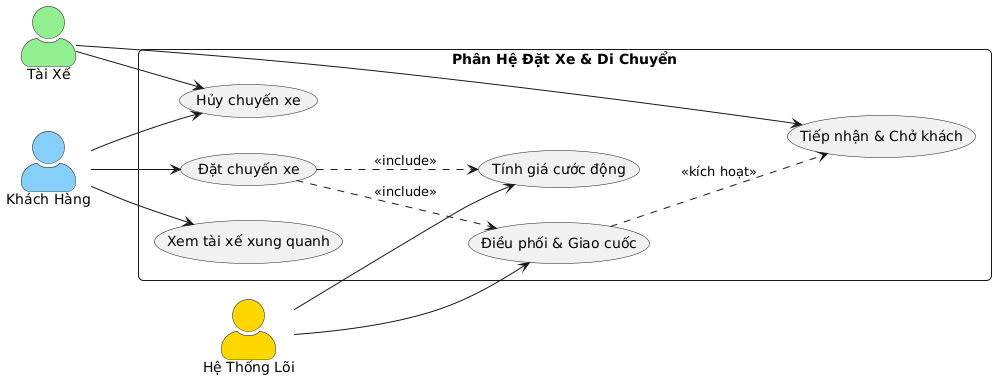 Phân Hệ Đặt Xe & Di Chuyển
Tài Xế
Hủy chuyến xe
Tiếp nhận & Chở khách
«include»
«kích hoạt»
Đặt chuyến xe
Tính giá cước động
Khách Hàng
«include»
Xem tài xế xung quanh
Điều phối & Giao cuốc
Hệ Thống Lõi